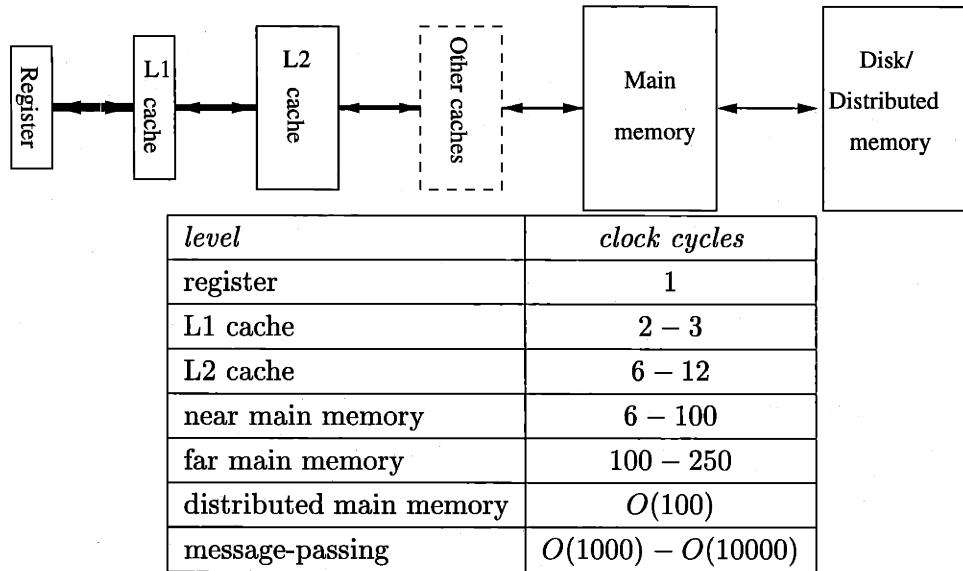 Register
L1
cache
L2
cache
Other caches
Main
memory
Disk/
Distributed
memory
level clock cycles
register 1
L1 cache 2 – 3
L2 cache 6 – 12
near main memory 6 – 100
far main memory 100 – 250
distributed main memory O(100)
message-passing O(1000) – O(10000)